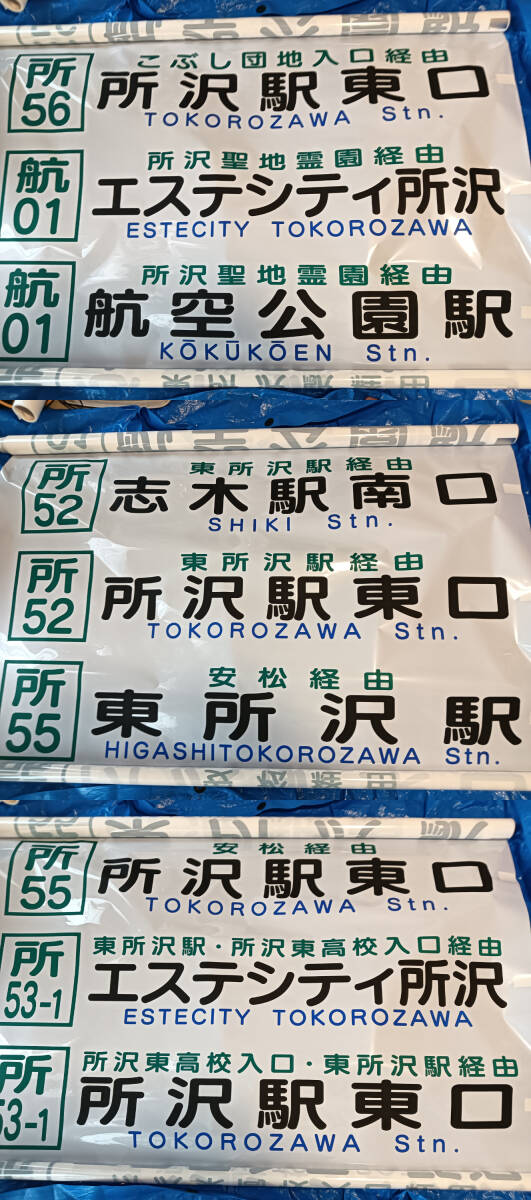 所
56
こぶし団地入口経由
所沢駅東口
TOKOROZAWA Stn.
航
01
所沢聖地霊園経由
エステシティ所沢
ESTECITY TOKOROZAWA
航
01
所沢聖地霊園経由
航空公園駅
KŌKŪKŌEN Stn.
所
52
東所沢駅経由
志木駅南口
SHIKI Stn.
所
52
東所沢駅経由
所沢駅東口
TOKOROZAWA Stn.
所
55
安松経由
東所沢駅
HIGASHITOKOROZAWA Stn.
所
55
安松経由
所沢駅東口
TOKOROZAWA Stn.
所
53-1
東所沢駅・所沢東高校入口経由
エステシティ所沢
ESTECITY TOKOROZAWA
所
53-1
所沢東高校入口・東所沢駅経由
所沢駅東口
TOKOROZAWA Stn.